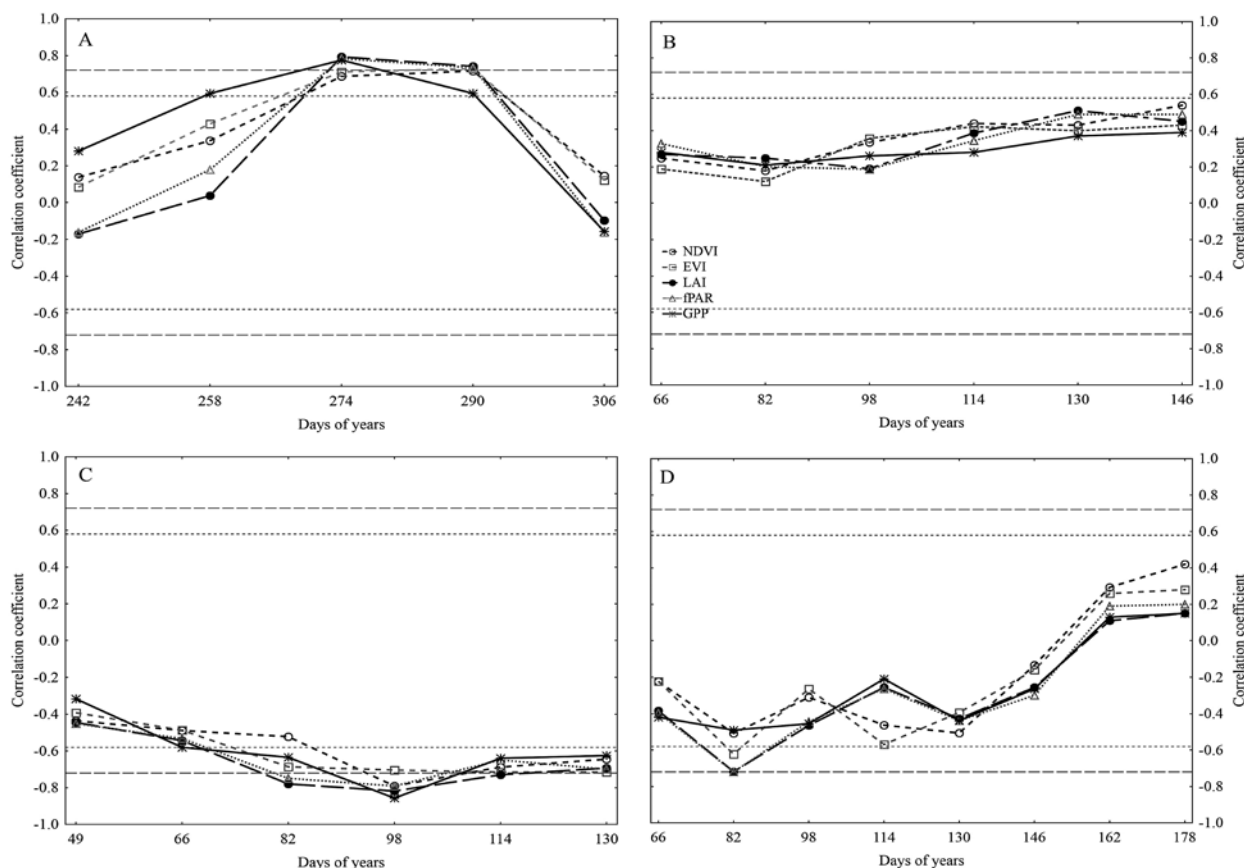 A
Correlation coefficient
1.0
0.8
0.6
0.4
0.2
0.0
-0.2
-0.4
-0.6
-0.8
-1.0
242 258 274 290 306
Days of years
B
NDVI
EVI
LAI
fPAR
GPP
1.0
0.8
0.6
0.4
0.2
0.0
-0.2
-0.4
-0.6
-0.8
-1.0
Correlation coefficient
66 82 98 114 130 146
Days of years
C
Correlation coefficient
1.0
0.8
0.6
0.4
0.2
0.0
-0.2
-0.4
-0.6
-0.8
-1.0
49 66 82 98 114 130
Days of years
D
1.0
0.8
0.6
0.4
0.2
0.0
-0.2
-0.4
-0.6
-0.8
-1.0
Correlation coefficient
66 82 98 114 130 146 162 178
Days of years